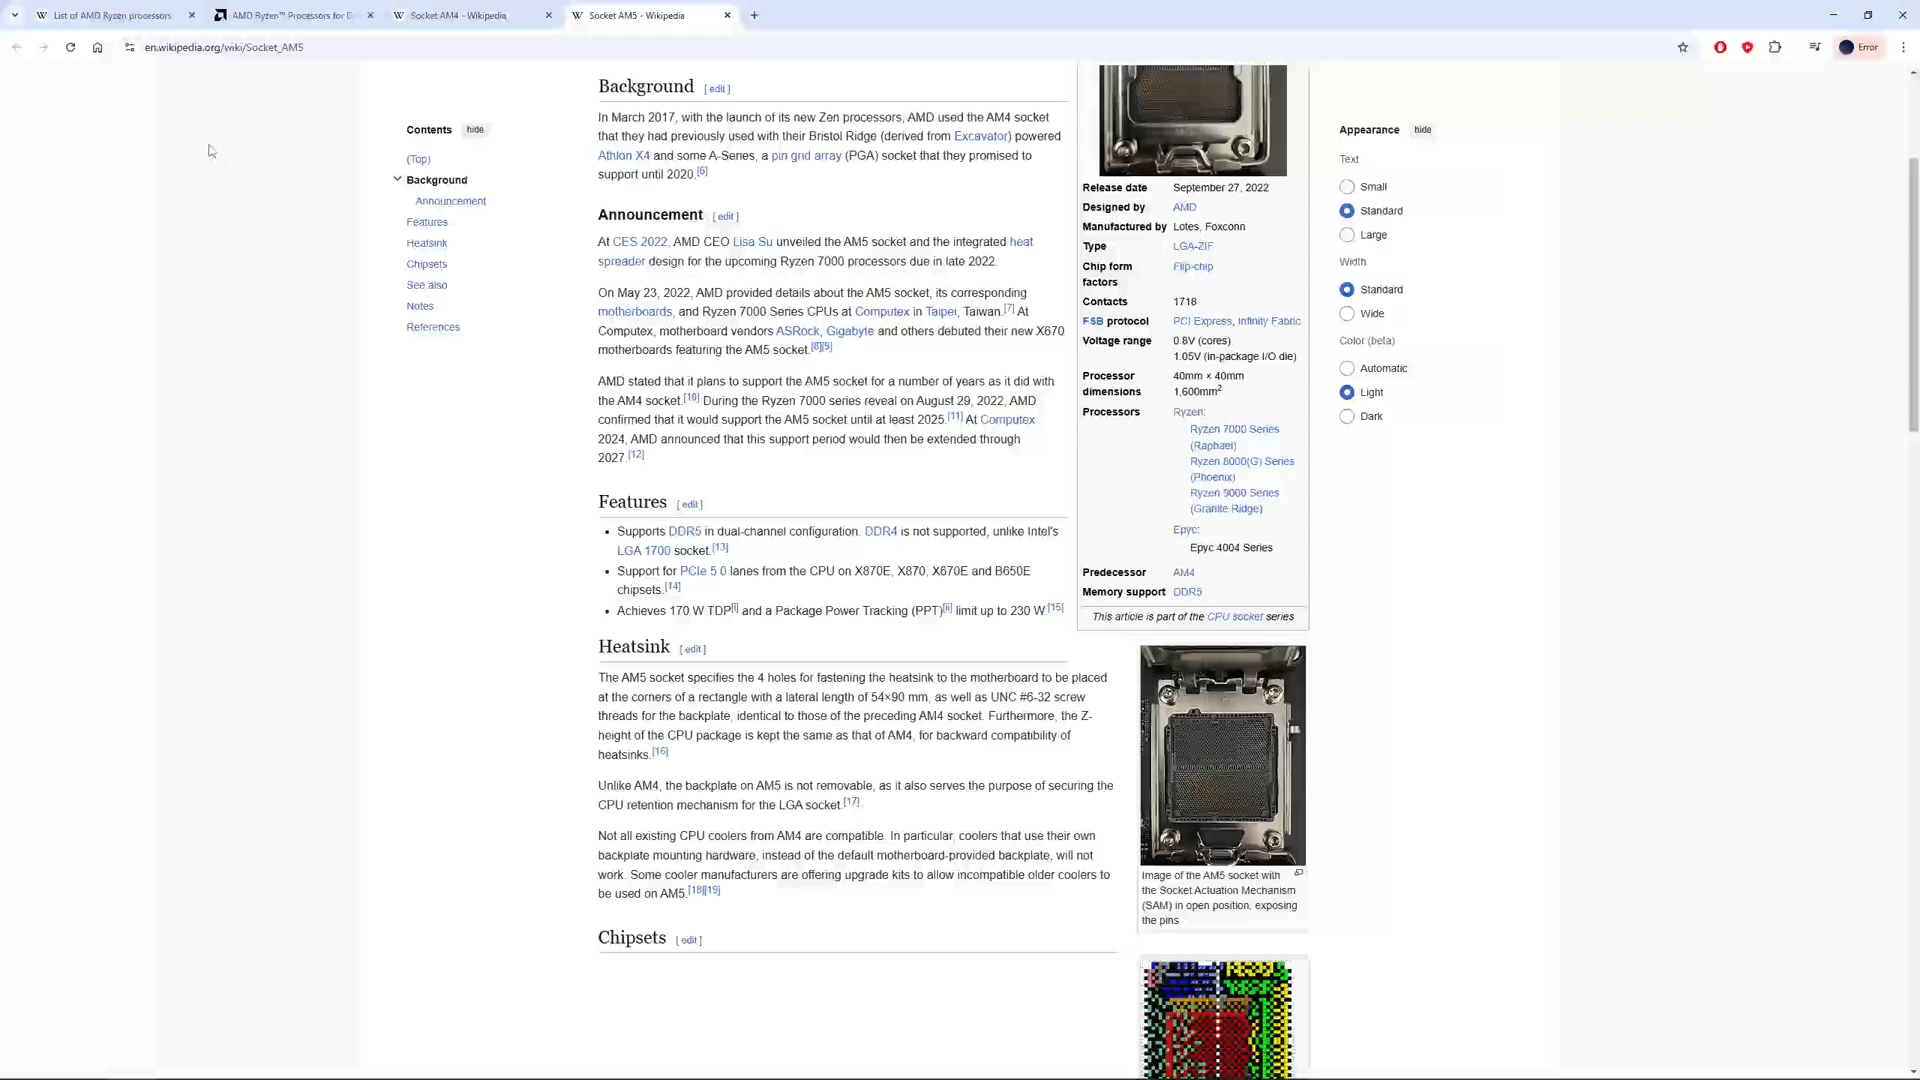 List of AMD Ryzen processors
AMD Ryzen™ Processors for D
Socket AM4 - Wikipedia
Socket AM5 - Wikipedia
en.wikipedia.org/wiki/Socket_AM5
Error
Contents hide
(Top)
Background
Announcement
Features
Heatsink
Chipsets
See also
Notes
References
Background [ edit ]
In March 2017, with the launch of its new Zen processors, AMD used the AM4 socket
that they had previously used with their Bristol Ridge (derived from Excavator) powered
Athlon X4 and some A-Series, a pin grid array (PGA) socket that they promised to
support until 2020.[6]
Announcement [ edit ]
At CES 2022, AMD CEO Lisa Su unveiled the AM5 socket and the integrated heat
spreader design for the upcoming Ryzen 7000 processors due in late 2022.
On May 23, 2022, AMD provided details about the AM5 socket, its corresponding
motherboards, and Ryzen 7000 Series CPUs at Computex in Taipei, Taiwan.[7] At
Computex, motherboard vendors ASRock, Gigabyte and others debuted their new X670
motherboards featuring the AM5 socket.[8][9]
AMD stated that it plans to support the AM5 socket for a number of years as it did with
the AM4 socket.[10] During the Ryzen 7000 series reveal on August 29, 2022, AMD
confirmed that it would support the AM5 socket until at least 2025.[11] At Computex
2024, AMD announced that this support period would then be extended through
2027.[12]
Features [ edit ]
• Supports DDR5 in dual-channel configuration. DDR4 is not supported, unlike Intel's
LGA 1700 socket.[13]
• Support for PCIe 5 0 lanes from the CPU on X870E, X870, X670E and B650E
chipsets.[14]
• Achieves 170 W TDP[i] and a Package Power Tracking (PPT)[ii] limit up to 230 W.[15]
Heatsink [ edit ]
The AM5 socket specifies the 4 holes for fastening the heatsink to the motherboard to be placed
at the corners of a rectangle with a lateral length of 54×90 mm, as well as UNC #6-32 screw
threads for the backplate, identical to those of the preceding AM4 socket. Furthermore, the Z-
height of the CPU package is kept the same as that of AM4, for backward compatibility of
heatsinks.[16]
Unlike AM4, the backplate on AM5 is not removable, as it also serves the purpose of securing the
CPU retention mechanism for the LGA socket.[17]
Not all existing CPU coolers from AM4 are compatible. In particular, coolers that use their own
backplate mounting hardware, instead of the default motherboard-provided backplate, will not
work. Some cooler manufacturers are offering upgrade kits to allow incompatible older coolers to
be used on AM5.[18][19]
Chipsets [ edit ]
Release date September 27, 2022
Designed by AMD
Manufactured by Lotes, Foxconn
Type LGA-ZIF
Chip form Flip-chip
factors
Contacts 1718
FSB protocol PCI Express, Infinity Fabric
Voltage range 0.8V (cores)
1.05V (in-package I/O die)
Processor 40mm × 40mm
dimensions 1,600mm2
Processors Ryzen:
Ryzen 7000 Series
(Raphael)
Ryzen 8000(G) Series
(Phoenix)
Ryzen 9000 Series
(Granite Ridge)
Epyc:
Epyc 4004 Series
Predecessor AM4
Memory support DDR5
This article is part of the CPU socket series
Image of the AM5 socket with
the Socket Actuation Mechanism
(SAM) in open position, exposing
the pins
Appearance hide
Text
Small
Standard
Large
Width
Standard
Wide
Color (beta)
Automatic
Light
Dark